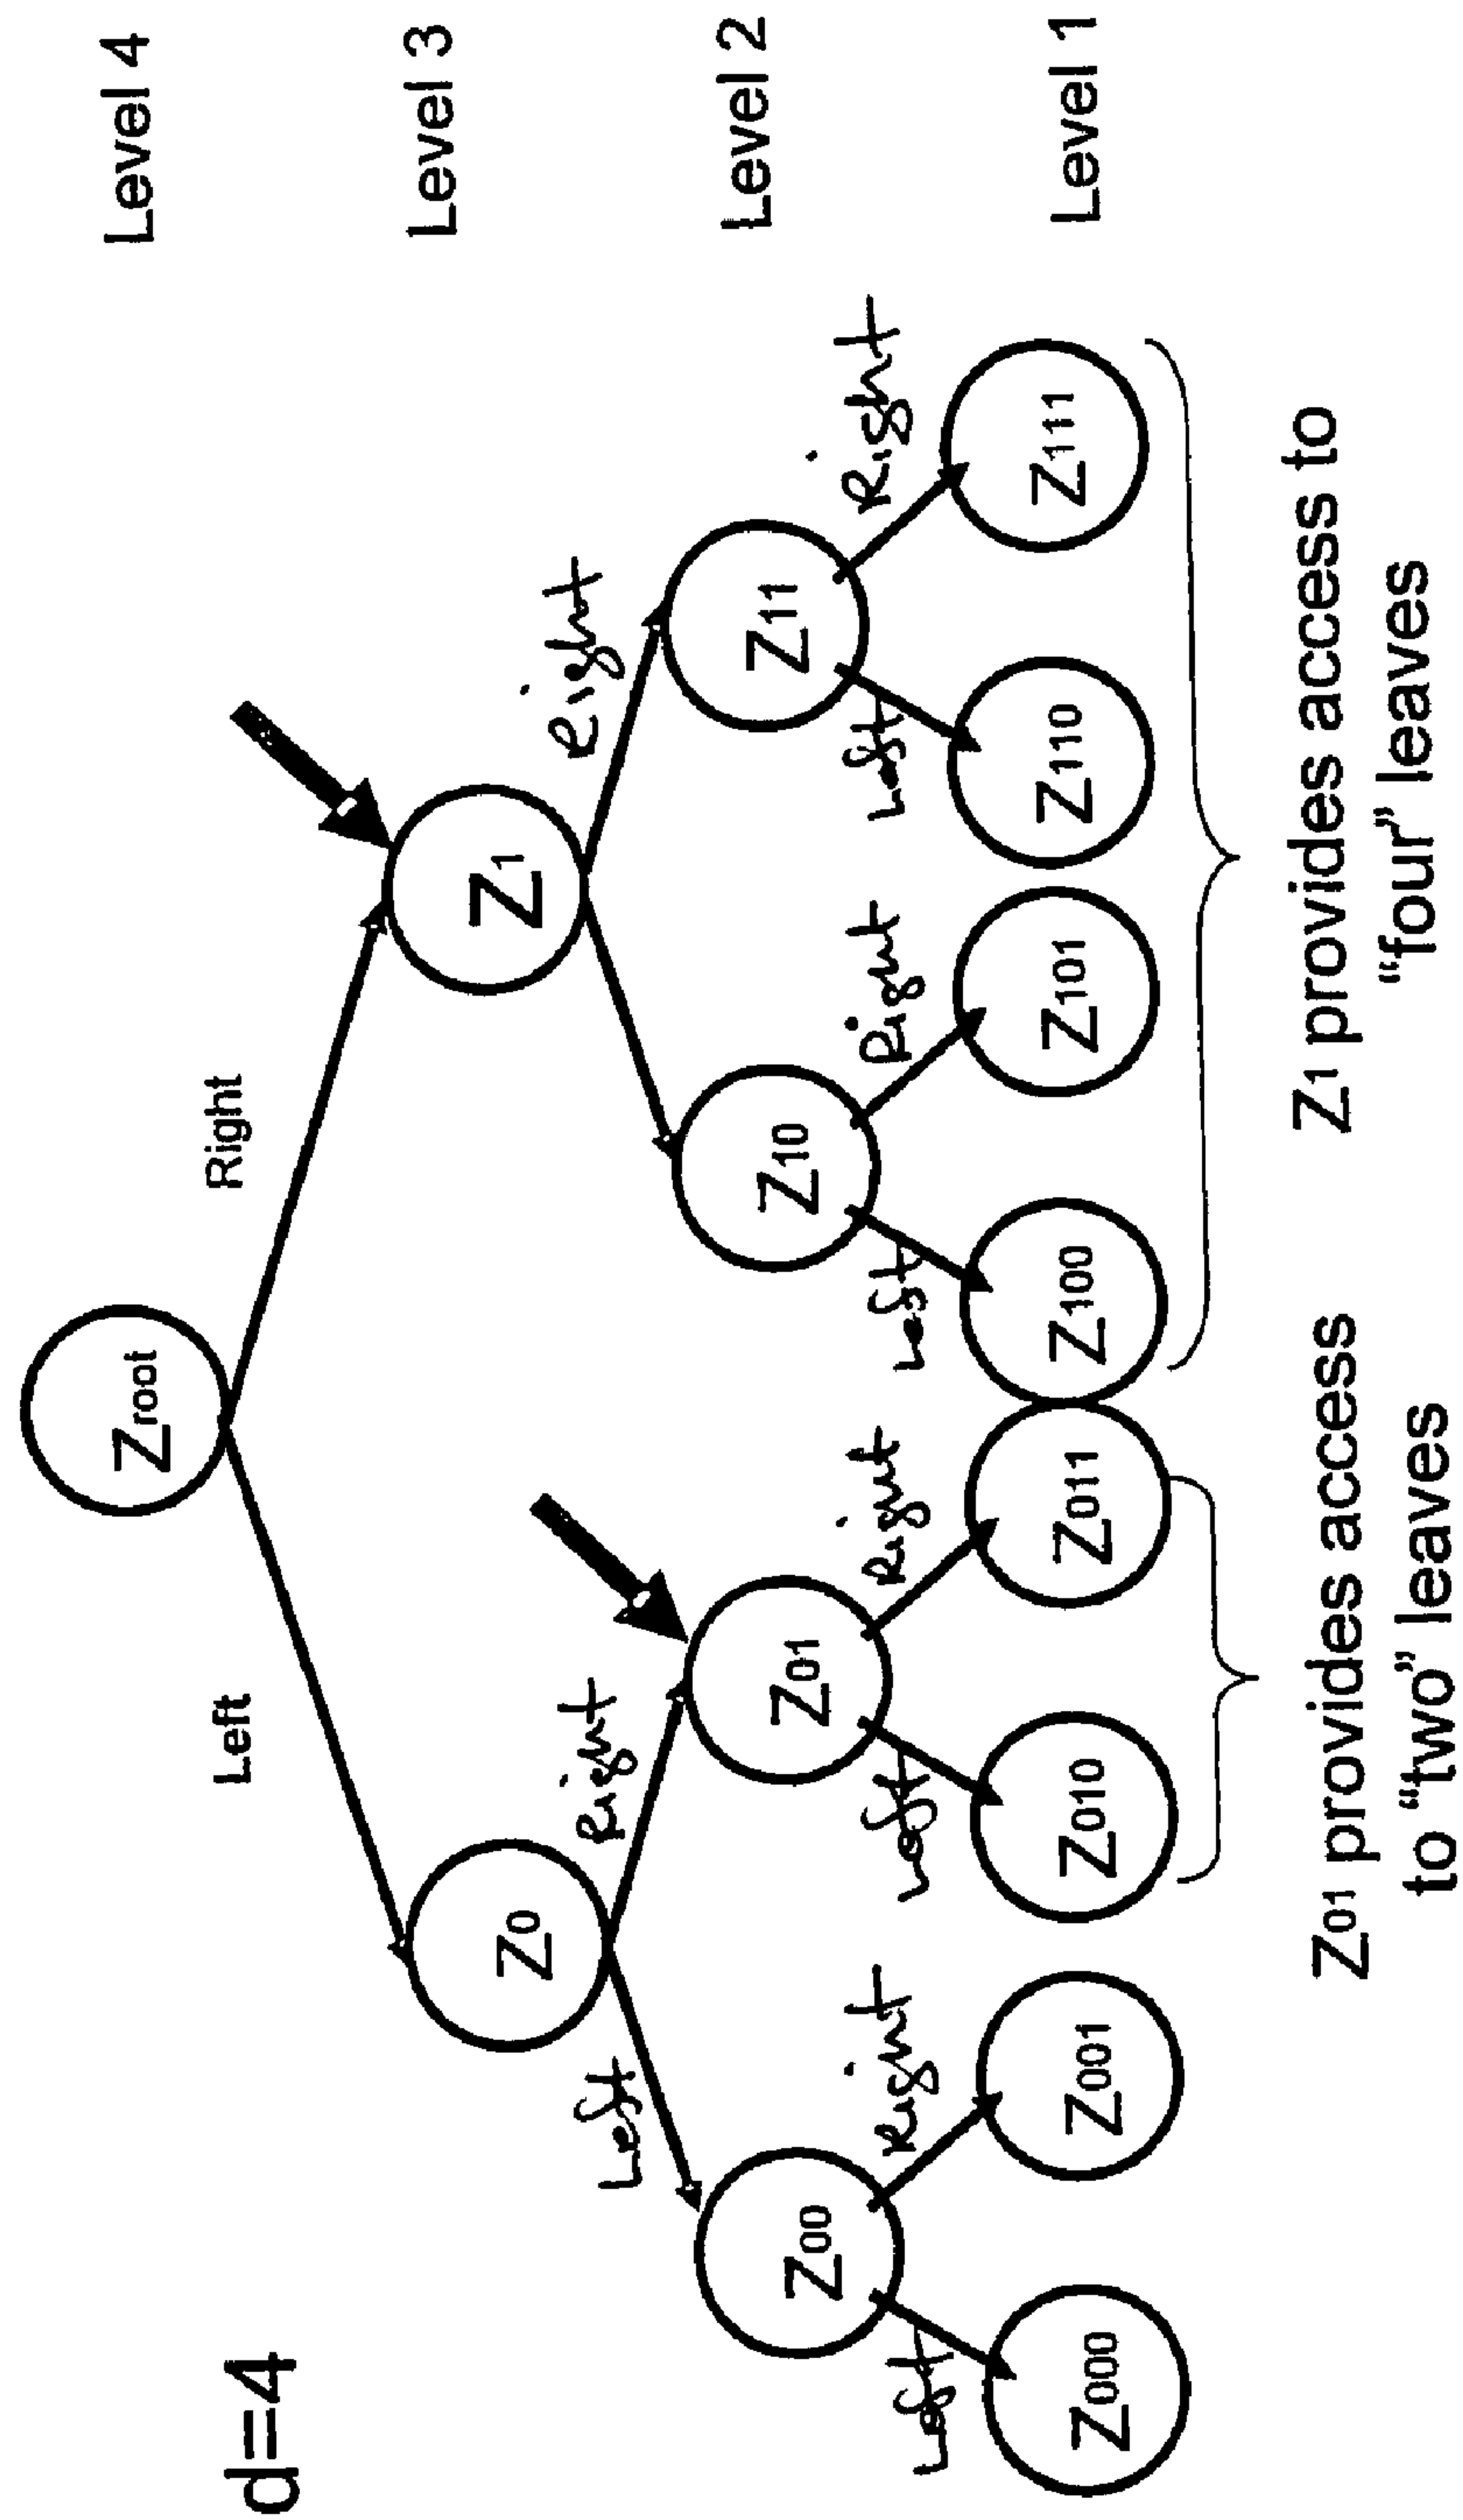 d=4
Z root
Level 4
Left
Right
Z0
Z1
Level 3
Left
Right
Right
Z00
Z01
Z10
Z11
Level 2
Left
Right
Left
Right
Left
Right
Left
Right
Z000
Z001
Z010
Z011
Z100
Z101
Z110
Z111
Level 1
Z01 provides access
to “two” leaves
Z1 provides access to
“four” leaves